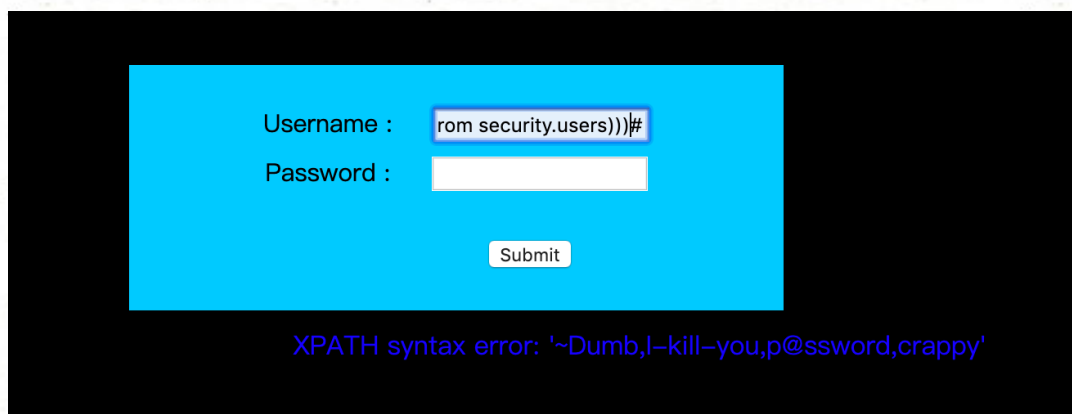 Username :
rom security.users)))#
Password :
Submit
XPATH syntax error: '~Dumb,I-kill-you,p@ssword,crappy'